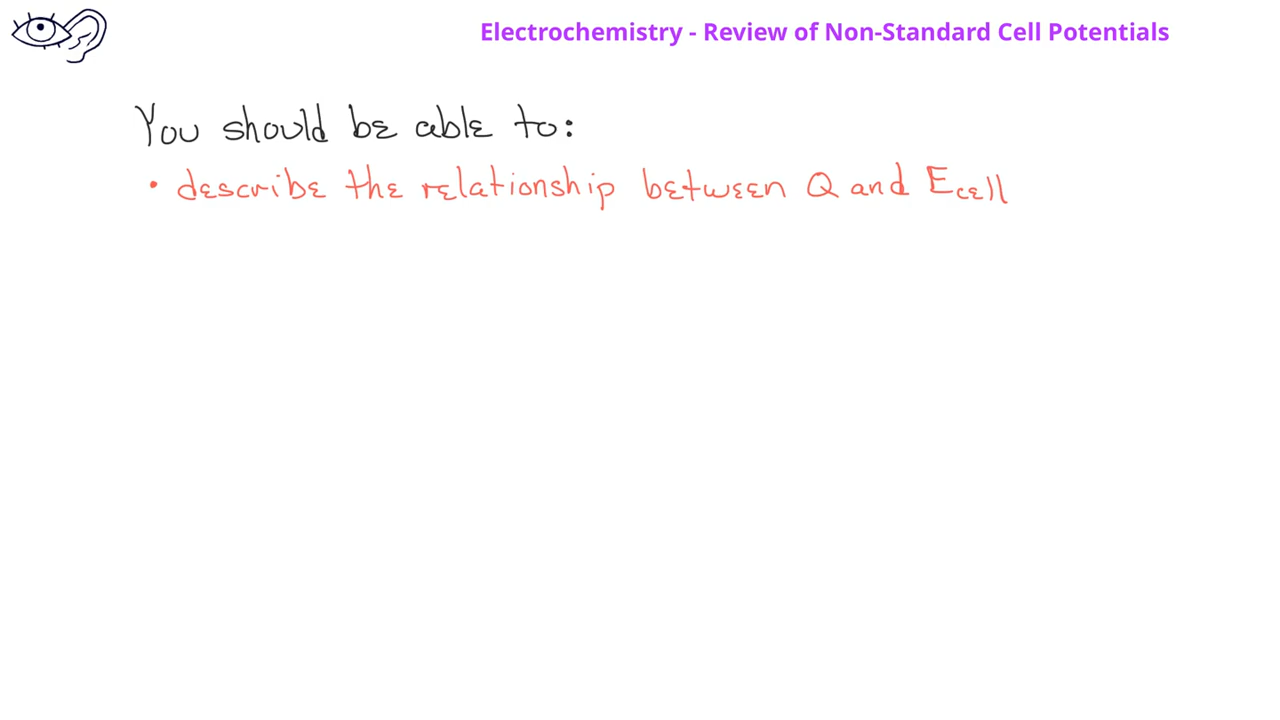 Electrochemistry - Review of Non-Standard Cell Potentials
You should be able to:
• describe the relationship between Q and Ecell